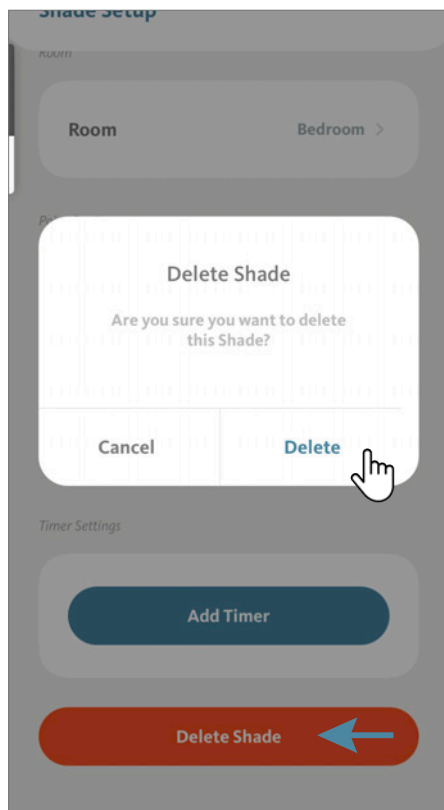 Shade Setup
Room
Room
Bedroom >
Delete Shade
Are you sure you want to delete
this Shade?
Cancel
Delete
Timer Settings
Add Timer
Delete Shade